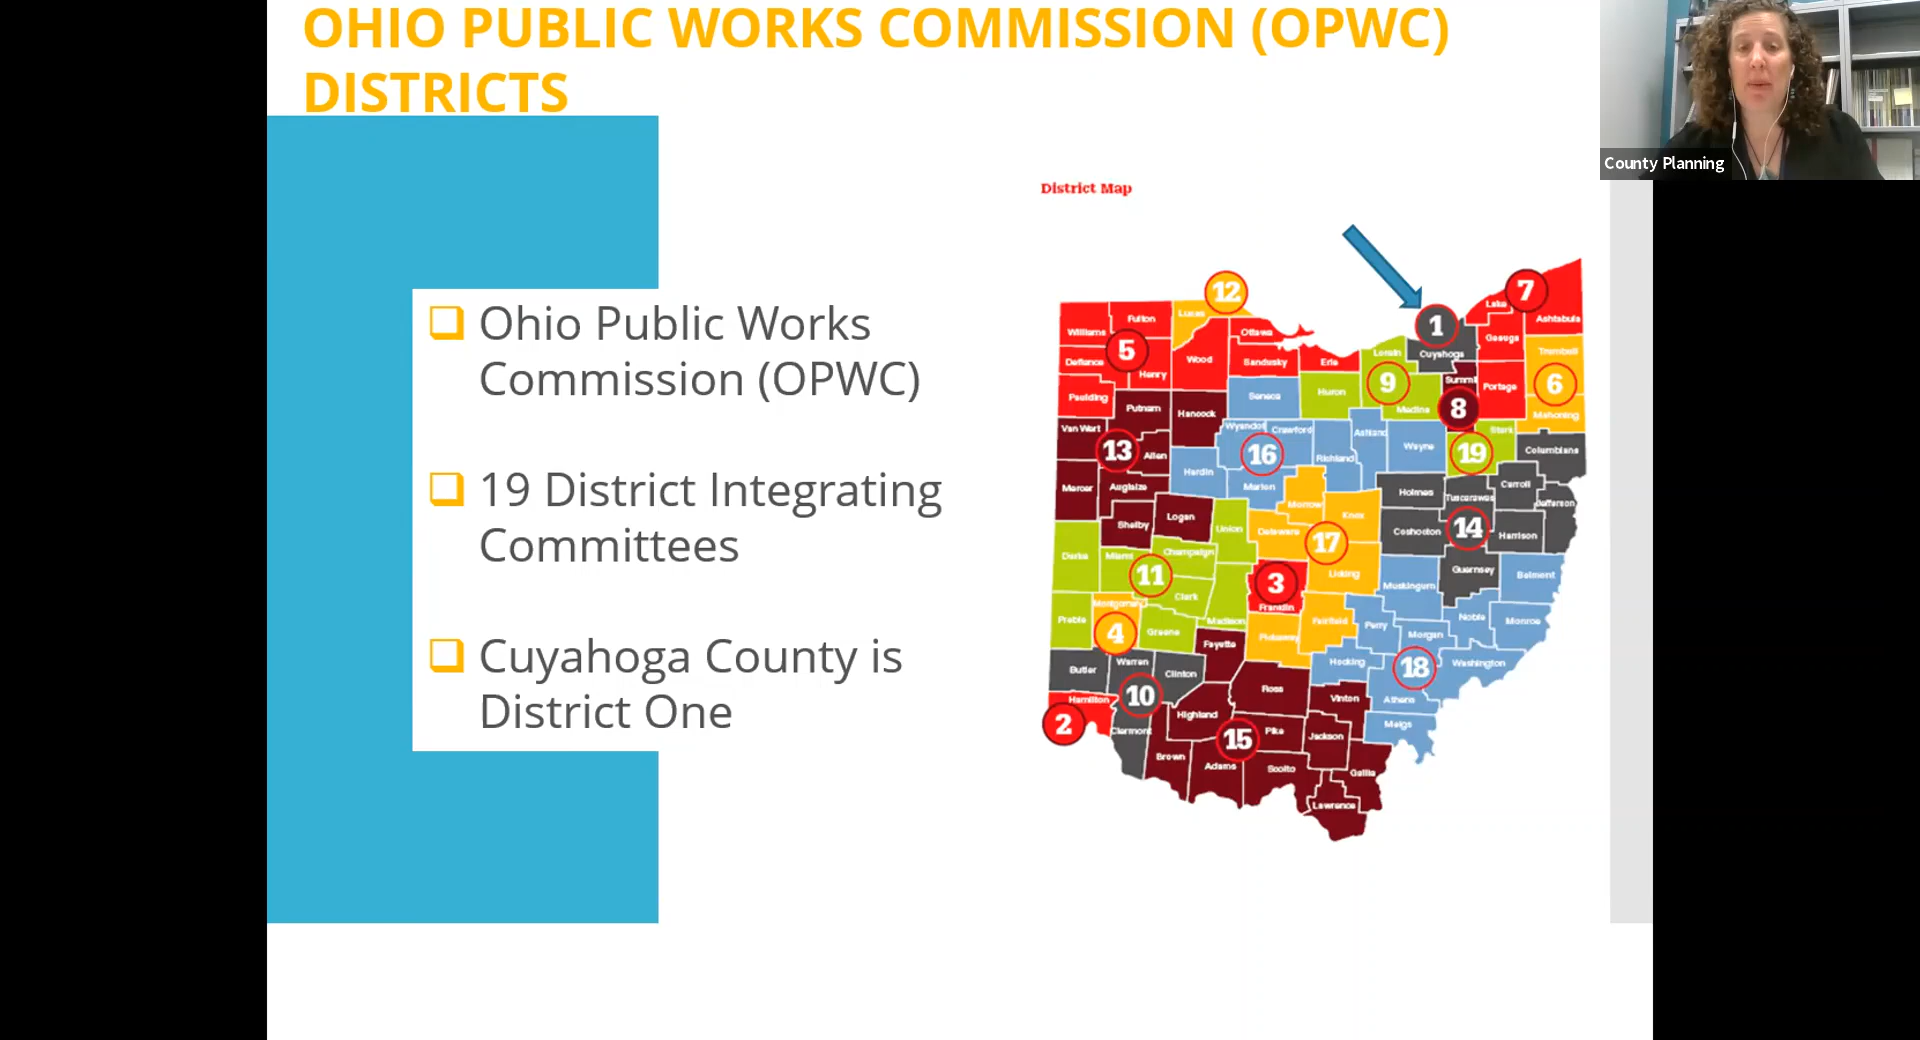 OHIO PUBLIC WORKS COMMISSION (OPWC)
DISTRICTS
County Planning
Ohio Public Works
Commission (OPWC)
19 District Integrating
Committees
Cuyahoga County is
District One
District Map
12
7
1
5
9
6
8
13
16
19
14
17
11
3
4
18
10
2
15
Williams
Fulton
Lucas
Ottawa
Lake
Ashtabula
Geauga
Cuyahoga
Trumbull
Defiance
Henry
Wood
Sandusky
Erie
Lorain
Summit
Portage
Mahoning
Paulding
Putnam
Hancock
Seneca
Huron
Medina
Van Wert
Allen
Wyandot
Crawford
Richland
Ashland
Wayne
Stark
Columbiana
Mercer
Auglaize
Hardin
Marion
Morrow
Holmes
Tuscarawas
Carroll
Jefferson
Shelby
Logan
Union
Delaware
Knox
Coshocton
Harrison
Darke
Miami
Champaign
Licking
Guernsey
Belmont
Muskingum
Clark
Franklin
Montgomery
Preble
Greene
Madison
Pickaway
Fairfield
Perry
Noble
Monroe
Morgan
Washington
Butler
Warren
Clinton
Fayette
Hocking
Athens
Hamilton
Clermont
Highland
Ross
Vinton
Meigs
Brown
Adams
Pike
Jackson
Scioto
Gallia
Lawrence